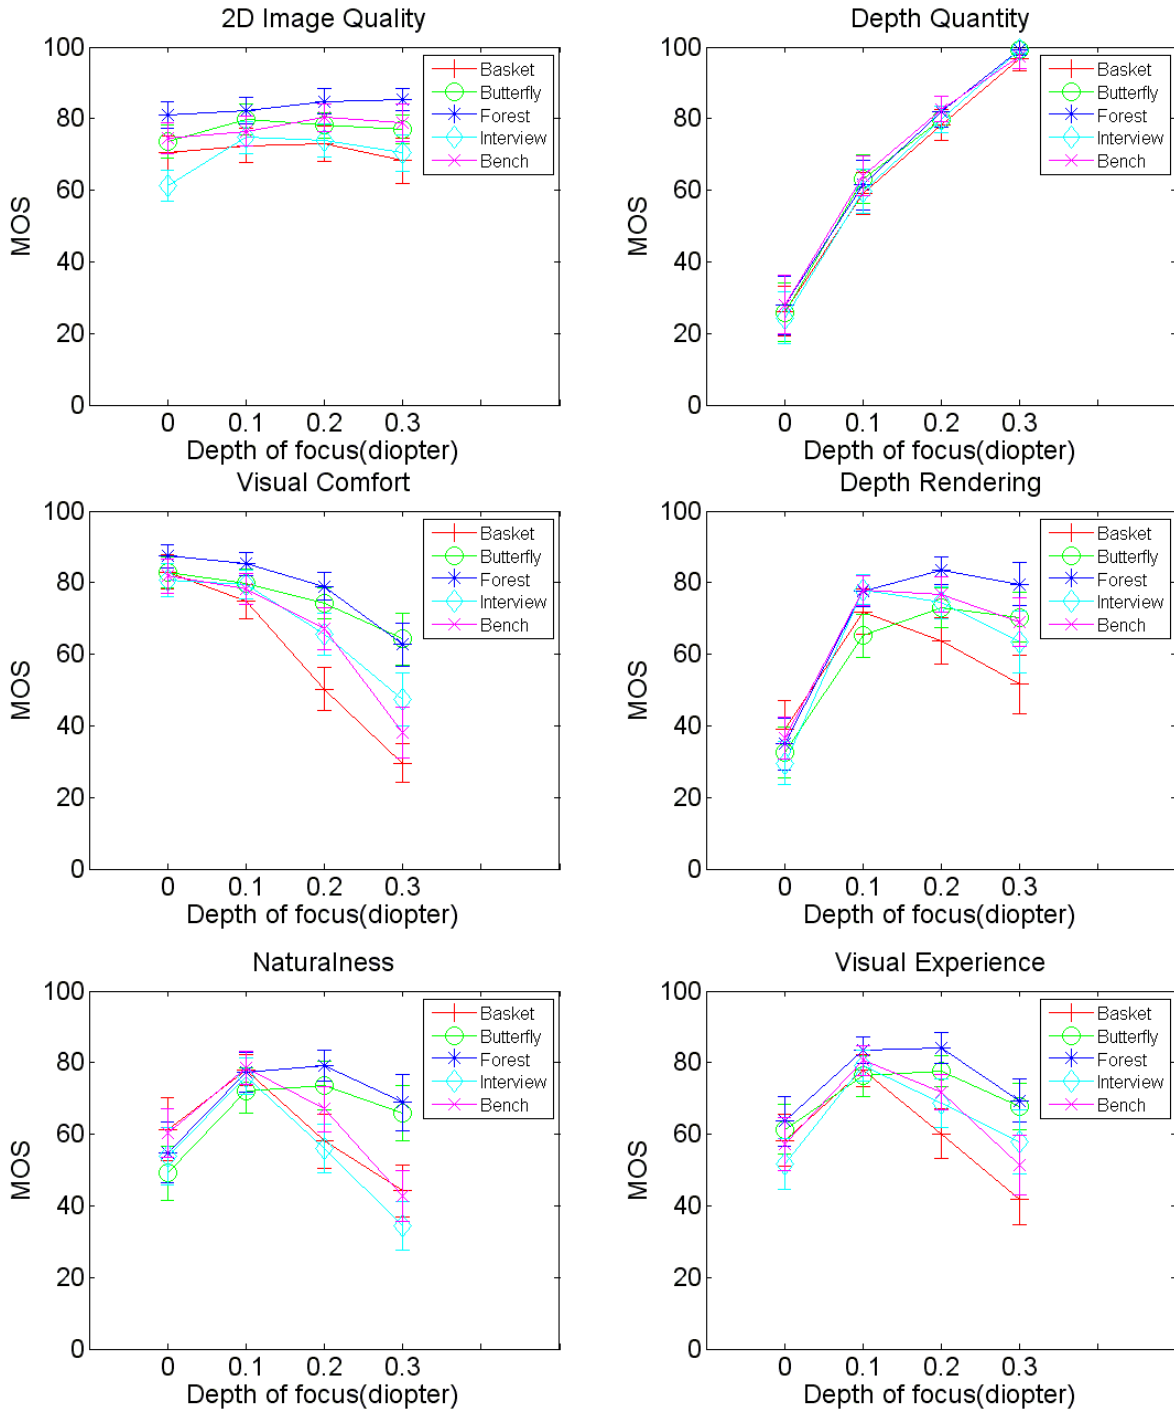 2D Image Quality
100
80
60
40
20
0
MOS
0 0.1 0.2 0.3
Depth of focus(diopter)
Basket
Butterfly
Forest
Interview
Bench
Depth Quantity
100
80
60
40
20
0
MOS
0 0.1 0.2 0.3
Depth of focus(diopter)
Basket
Butterfly
Forest
Interview
Bench
Visual Comfort
100
80
60
40
20
0
MOS
0 0.1 0.2 0.3
Depth of focus(diopter)
Basket
Butterfly
Forest
Interview
Bench
Depth Rendering
100
80
60
40
20
0
MOS
0 0.1 0.2 0.3
Depth of focus(diopter)
Basket
Butterfly
Forest
Interview
Bench
Naturalness
100
80
60
40
20
0
MOS
0 0.1 0.2 0.3
Depth of focus(diopter)
Basket
Butterfly
Forest
Interview
Bench
Visual Experience
100
80
60
40
20
0
MOS
0 0.1 0.2 0.3
Depth of focus(diopter)
Basket
Butterfly
Forest
Interview
Bench